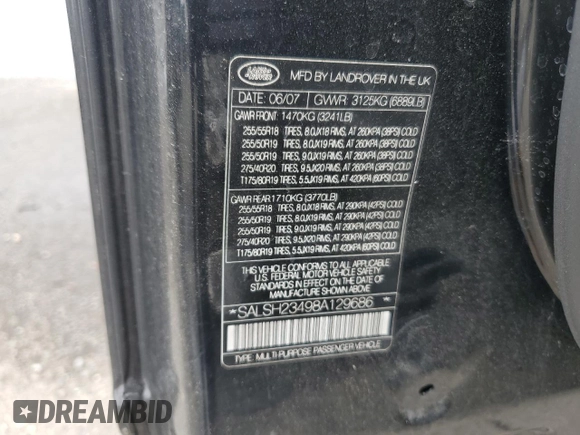 LAND ROVER
MFD BY LANDROVER IN THE UK
DATE: 06/07 GVWR: 3125KG (6889LB)
GAWR FRONT: 1470KG (3241LB)
255/55R18 TIRES, 8.0JX18 RIMS, AT 260KPA (38PSI) COLD
255/50R19 TIRES, 8.0JX19 RIMS, AT 260KPA (38PSI) COLD
255/50R19 TIRES, 9.0JX19 RIMS, AT 260KPA (38PSI) COLD
275/40R20 TIRES, 9.5JX20 RIMS, AT 260KPA (38PSI) COLD
T175/80R19 TIRES, 5.5JX19 RIMS, AT 420KPA (60PSI) COLD
GAWR REAR 1710KG (3770LB)
255/55R18 TIRES, 8.0JX18 RIMS, AT 290KPA (42PSI) COLD
255/50R19 TIRES, 8.0JX19 RIMS, AT 290KPA (42PSI) COLD
255/50R19 TIRES, 9.0JX19 RIMS, AT 290KPA (42PSI) COLD
275/40R20 TIRES, 9.5JX20 RIMS, AT 290KPA (42PSI) COLD
T175/80R19 TIRES, 5.5JX19 RIMS, AT 420KPA (60PSI) COLD
THIS VEHICLE CONFORMS TO ALL APPLICABLE
U.S. FEDERAL MOTOR VEHICLE SAFETY
STANDARDS IN EFFECT ON THE DATE OF
MANUFACTURE SHOWN ABOVE
*SALSH23498A129686*
TYPE: MULTI-PURPOSE PASSENGER VEHICLE
DREAMBID